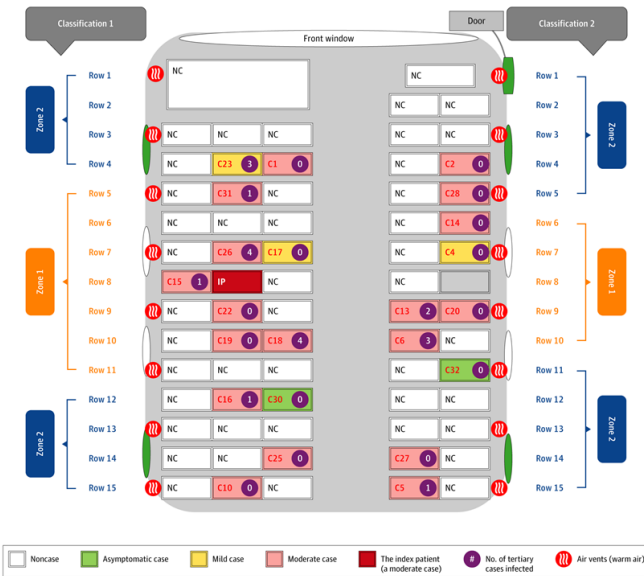 Classification 1
Door
Classification 2
Front window
Row 1
NC
NC
Row 1
Row 2
NC
NC
Row 2
Zone 2
Zone 2
Row 3
NC
NC
NC
NC
NC
Row 3
Row 4
NC
C23 3
C1 0
NC
C2 0
Row 4
Row 5
NC
C31 1
NC
NC
C28 0
Row 5
Row 6
NC
NC
NC
NC
C14 0
Row 6
Row 7
NC
C26 4
C17 0
NC
C4 0
Row 7
Zone 1
Zone 1
Row 8
C15 1
IP
NC
NC
Row 8
Row 9
NC
C22 0
NC
C13 2
C20 0
Row 9
Row 10
NC
C19 0
C18 4
C6 3
NC
Row 10
Row 11
NC
NC
NC
NC
C32 0
Row 11
Row 12
NC
C16 1
C30 0
NC
NC
Row 12
Zone 2
Zone 2
Row 13
NC
NC
NC
NC
NC
Row 13
Row 14
NC
NC
C25 0
C27 0
NC
Row 14
Row 15
NC
C10 0
NC
C5 1
NC
Row 15
Noncase
Asymptomatic case
Mild case
Moderate case
The index patient
(a moderate case)
# No. of tertiary
cases infected
Air vents (warm air)